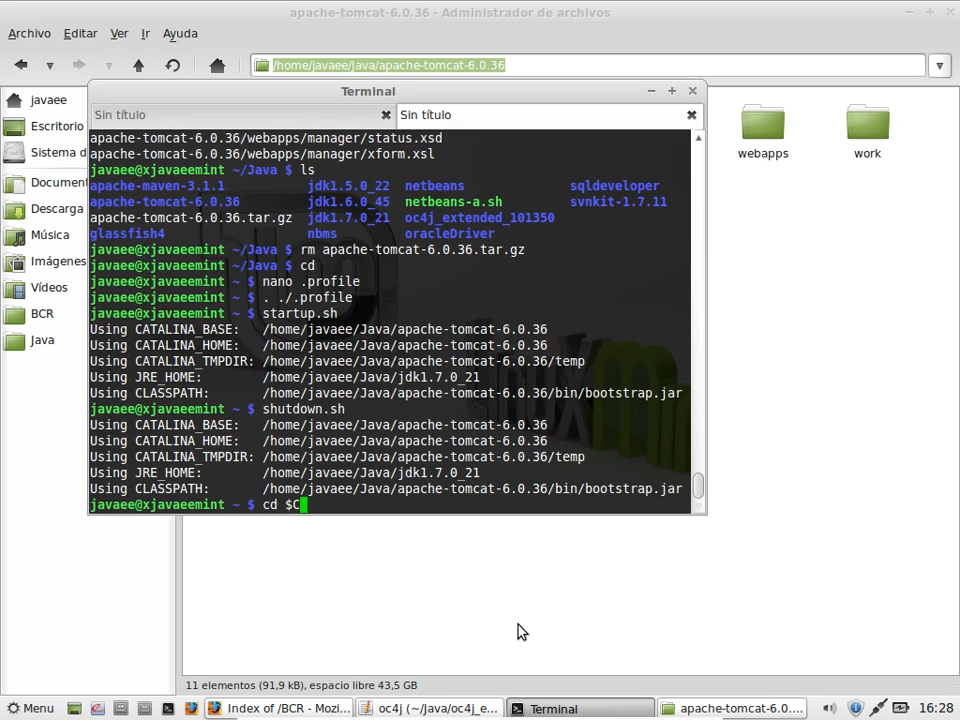 apache-tomcat-6.0.36 - Administrador de archivos
Archivo Editar Ver Ir Ayuda
/home/javaee/Java/apache-tomcat-6.0.36
javaee
Escritorio
Sistema d
Document
Descarga
Música
Imágenes
Vídeos
BCR
Java
Terminal
Sin título
Sin título
apache-tomcat-6.0.36/webapps/manager/status.xsd
apache-tomcat-6.0.36/webapps/manager/xform.xsl
javaee@xjavaeemint ~/Java $ ls
apache-maven-3.1.1 jdk1.5.0_22 netbeans sqldeveloper
apache-tomcat-6.0.36 jdk1.6.0_45 netbeans-a.sh svnkit-1.7.11
apache-tomcat-6.0.36.tar.gz jdk1.7.0_21 oc4j_extended_101350
glassfish4 nbms oracleDriver
javaee@xjavaeemint ~/Java $ rm apache-tomcat-6.0.36.tar.gz
javaee@xjavaeemint ~/Java $ cd
javaee@xjavaeemint ~ $ nano .profile
javaee@xjavaeemint ~ $ . ./.profile
javaee@xjavaeemint ~ $ startup.sh
Using CATALINA_BASE: /home/javaee/Java/apache-tomcat-6.0.36
Using CATALINA_HOME: /home/javaee/Java/apache-tomcat-6.0.36
Using CATALINA_TMPDIR: /home/javaee/Java/apache-tomcat-6.0.36/temp
Using JRE_HOME: /home/javaee/Java/jdk1.7.0_21
Using CLASSPATH: /home/javaee/Java/apache-tomcat-6.0.36/bin/bootstrap.jar
javaee@xjavaeemint ~ $ shutdown.sh
Using CATALINA_BASE: /home/javaee/Java/apache-tomcat-6.0.36
Using CATALINA_HOME: /home/javaee/Java/apache-tomcat-6.0.36
Using CATALINA_TMPDIR: /home/javaee/Java/apache-tomcat-6.0.36/temp
Using JRE_HOME: /home/javaee/Java/jdk1.7.0_21
Using CLASSPATH: /home/javaee/Java/apache-tomcat-6.0.36/bin/bootstrap.jar
javaee@xjavaeemint ~ $ cd $C
webapps
work
11 elementos (91,9 kB), espacio libre 43,5 GB
Menu
Index of /BCR - Mozi...
oc4j (~/Java/oc4j_e...
Terminal
apache-tomcat-6.0....
16:28